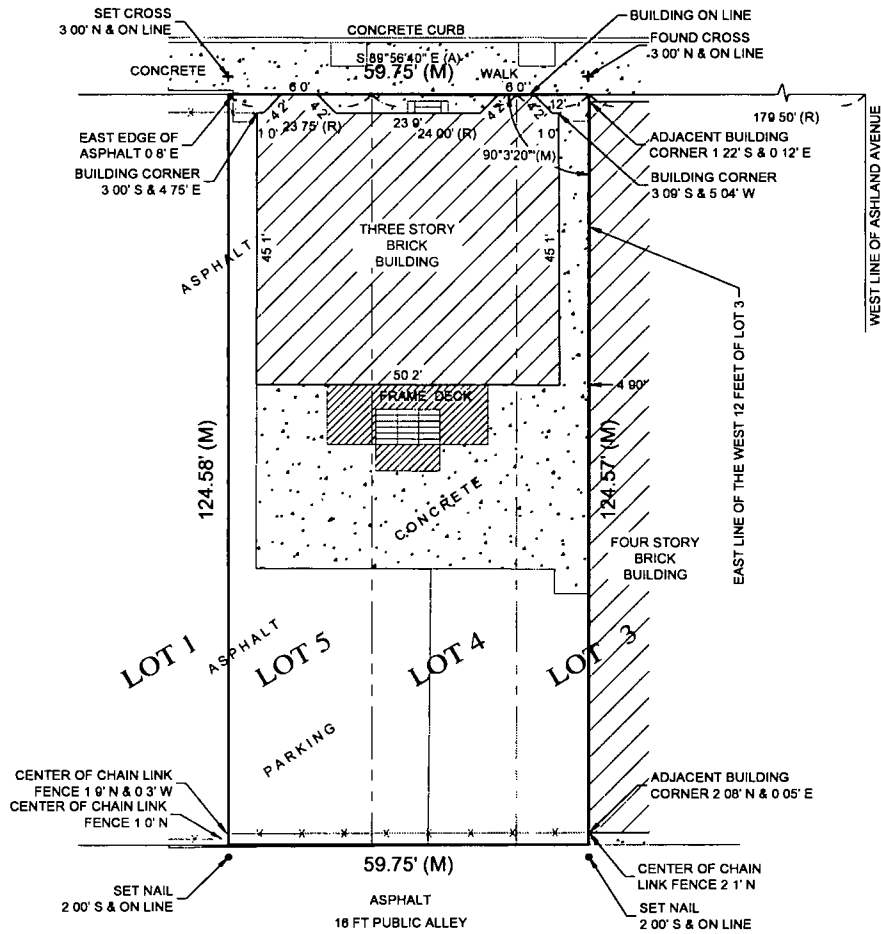 SET CROSS
3 00' N & ON LINE
CONCRETE CURB
BUILDING ON LINE
FOUND CROSS
3 00' N & ON LINE
S 89°56'40" E (A)
59.75' (M)
CONCRETE
WALK
6 0'
6 0'
4 2'
4 2'
4 2'
4 2'
12'
179 50' (R)
1 0'
23 75' (R)
23 9'
24 00' (R)
1 0'
EAST EDGE OF
ASPHALT 0 8' E
BUILDING CORNER
3 00' S & 4 75' E
90°3'20" (M)
ADJACENT BUILDING
CORNER 1 22' S & 0 12' E
BUILDING CORNER
3 09' S & 5 04' W
WEST LINE OF ASHLAND AVENUE
ASPHALT
45 1'
THREE STORY
BRICK
BUILDING
45 1'
EAST LINE OF THE WEST 12 FEET OF LOT 3
50 2'
4 90'
FRAME DECK
124.58' (M)
124.57' (M)
CONCRETE
FOUR STORY
BRICK
BUILDING
LOT 1
ASPHALT
LOT 5
LOT 4
LOT 3
PARKING
CENTER OF CHAIN LINK
FENCE 1 9' N & 0 3' W
CENTER OF CHAIN LINK
FENCE 1 0' N
ADJACENT BUILDING
CORNER 2 08' N & 0 05' E
59.75' (M)
CENTER OF CHAIN
LINK FENCE 2 1' N
SET NAIL
2 00' S & ON LINE
ASPHALT
16 FT PUBLIC ALLEY
SET NAIL
2 00' S & ON LINE